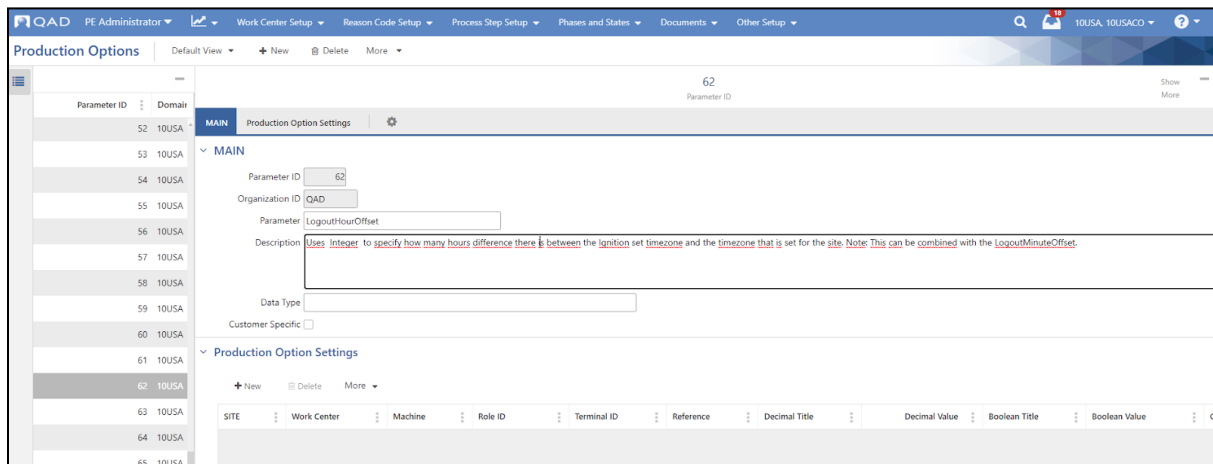 QAD PE Administrator Work Center Setup Reason Code Setup Process Step Setup Phases and States Documents Other Setup 18 10USA, 10USACO ?
Production Options Default View + New Delete More
62
Parameter ID
Show
More
Parameter ID Domain
MAIN Production Option Settings
52 10USA
53 10USA
54 10USA
55 10USA
56 10USA
57 10USA
58 10USA
59 10USA
60 10USA
61 10USA
62 10USA
63 10USA
64 10USA
65 10USA
MAIN
Parameter ID 62
Organization ID QAD
Parameter LogoutHourOffset
Description Uses Integer to specify how many hours difference there is between the Ignition set timezone and the timezone that is set for the site. Note: This can be combined with the LogoutMinuteOffset.
Data Type
Customer Specific
Production Option Settings
+ New Delete More
SITE Work Center Machine Role ID Terminal ID Reference Decimal Title Decimal Value Boolean Title Boolean Value